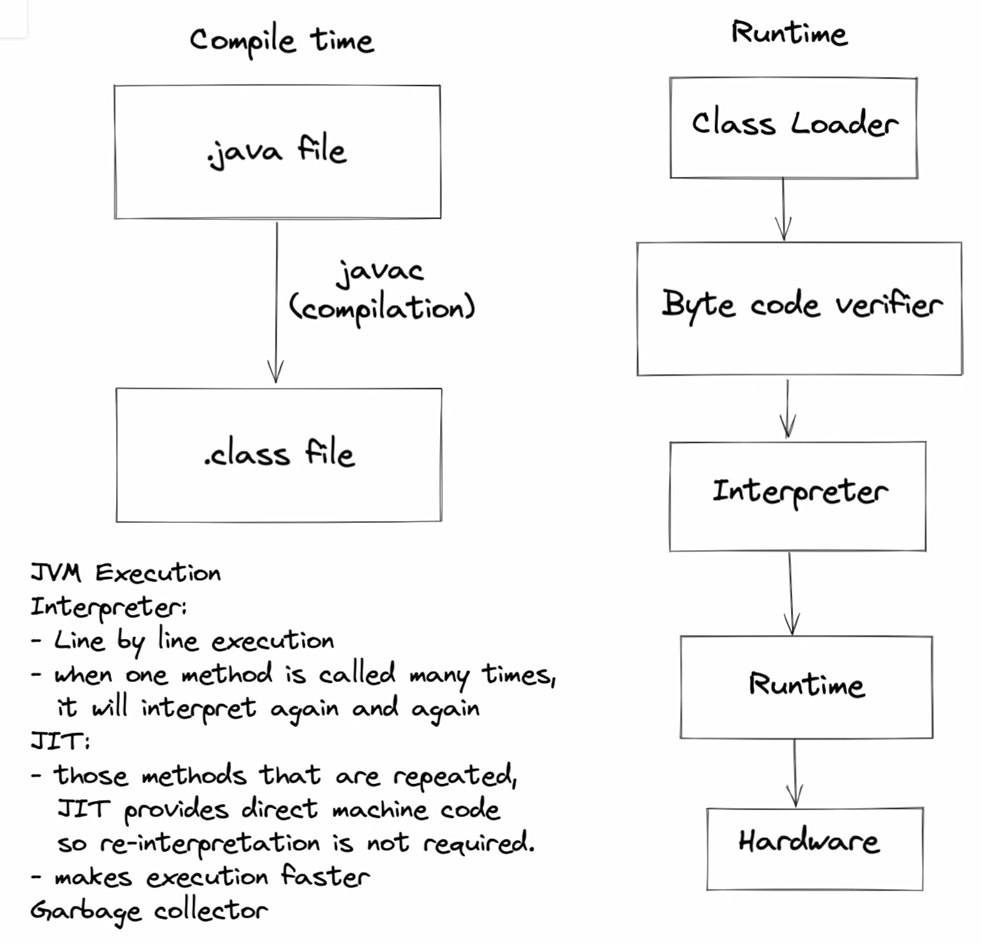 Compile time
.java file
javac
(compilation)
.class file
JVM Execution
Interpreter:
- Line by line execution
- when one method is called many times,
it will interpret again and again
JIT:
- those methods that are repeated,
JIT provides direct machine code
so re-interpretation is not required.
- makes execution faster
Garbage collector
Runtime
Class Loader
Byte code verifier
Interpreter
Runtime
Hardware